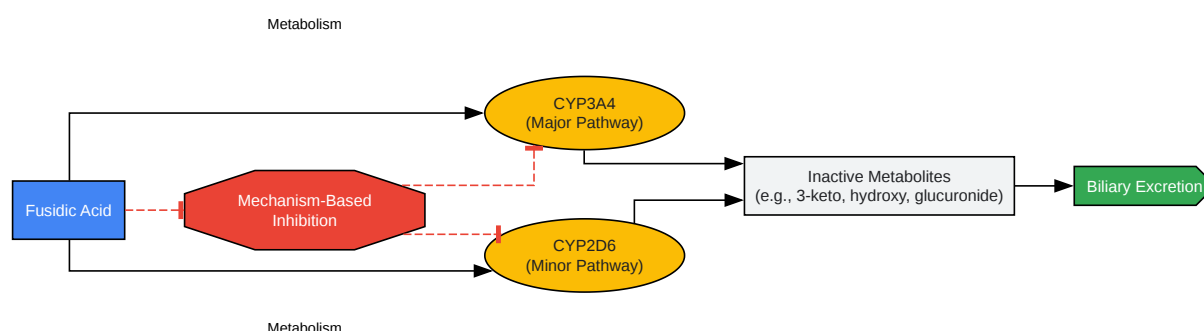 Metabolism
CYP3A4
(Major Pathway)
Fusidic Acid
Mechanism-Based
Inhibition
Inactive Metabolites
(e.g., 3-keto, hydroxy, glucuronide)
Biliary Excretion
CYP2D6
(Minor Pathway)
Metabolism